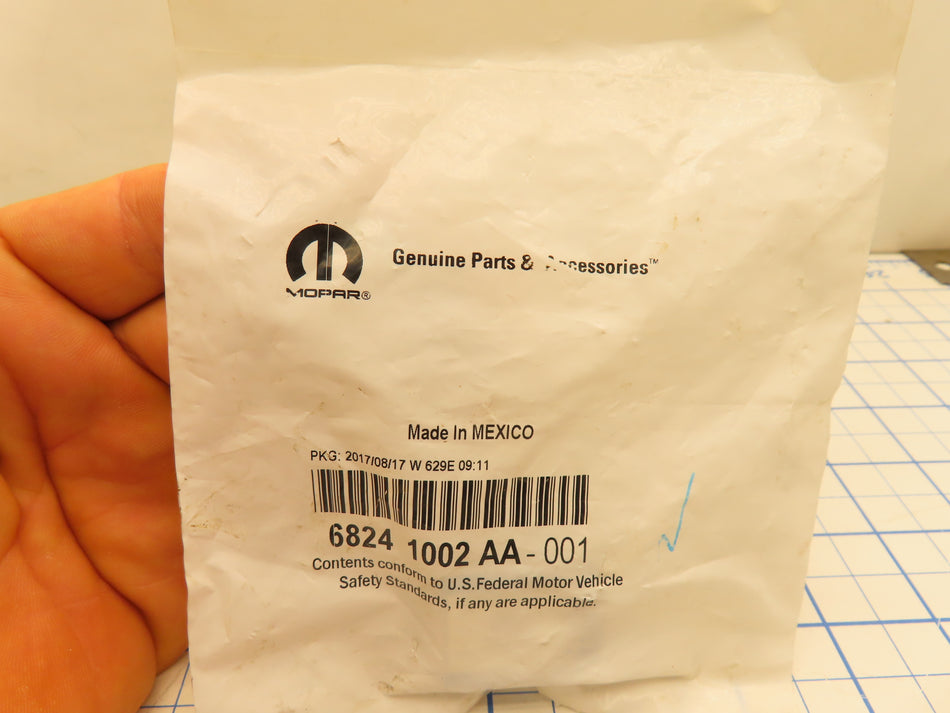 Genuine Parts & Accessories™
MOPAR®
Made In MEXICO
PKG: 2017/08/17 W 629E 09:11
6824 1002 AA - 001
Contents conform to U.S.Federal Motor Vehicle
Safety Standards, if any are applicable.